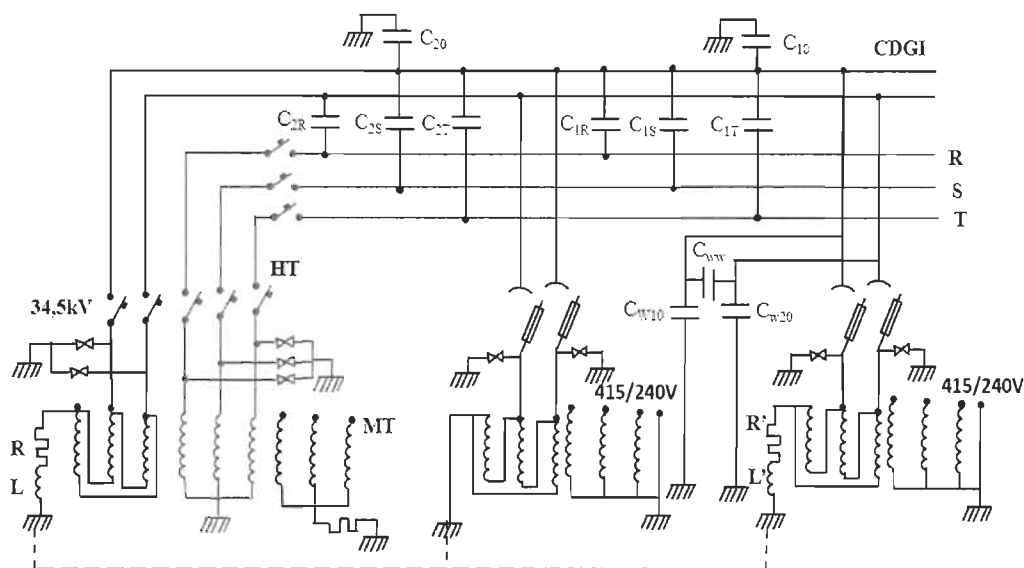 C20
C10
CDGI
C2R
C2S
C2T
C1R
C1S
C1T
R
S
T
HT
34,5kV
CWW
CW10
CW20
415/240V
415/240V
R
L
MT
R'
L'